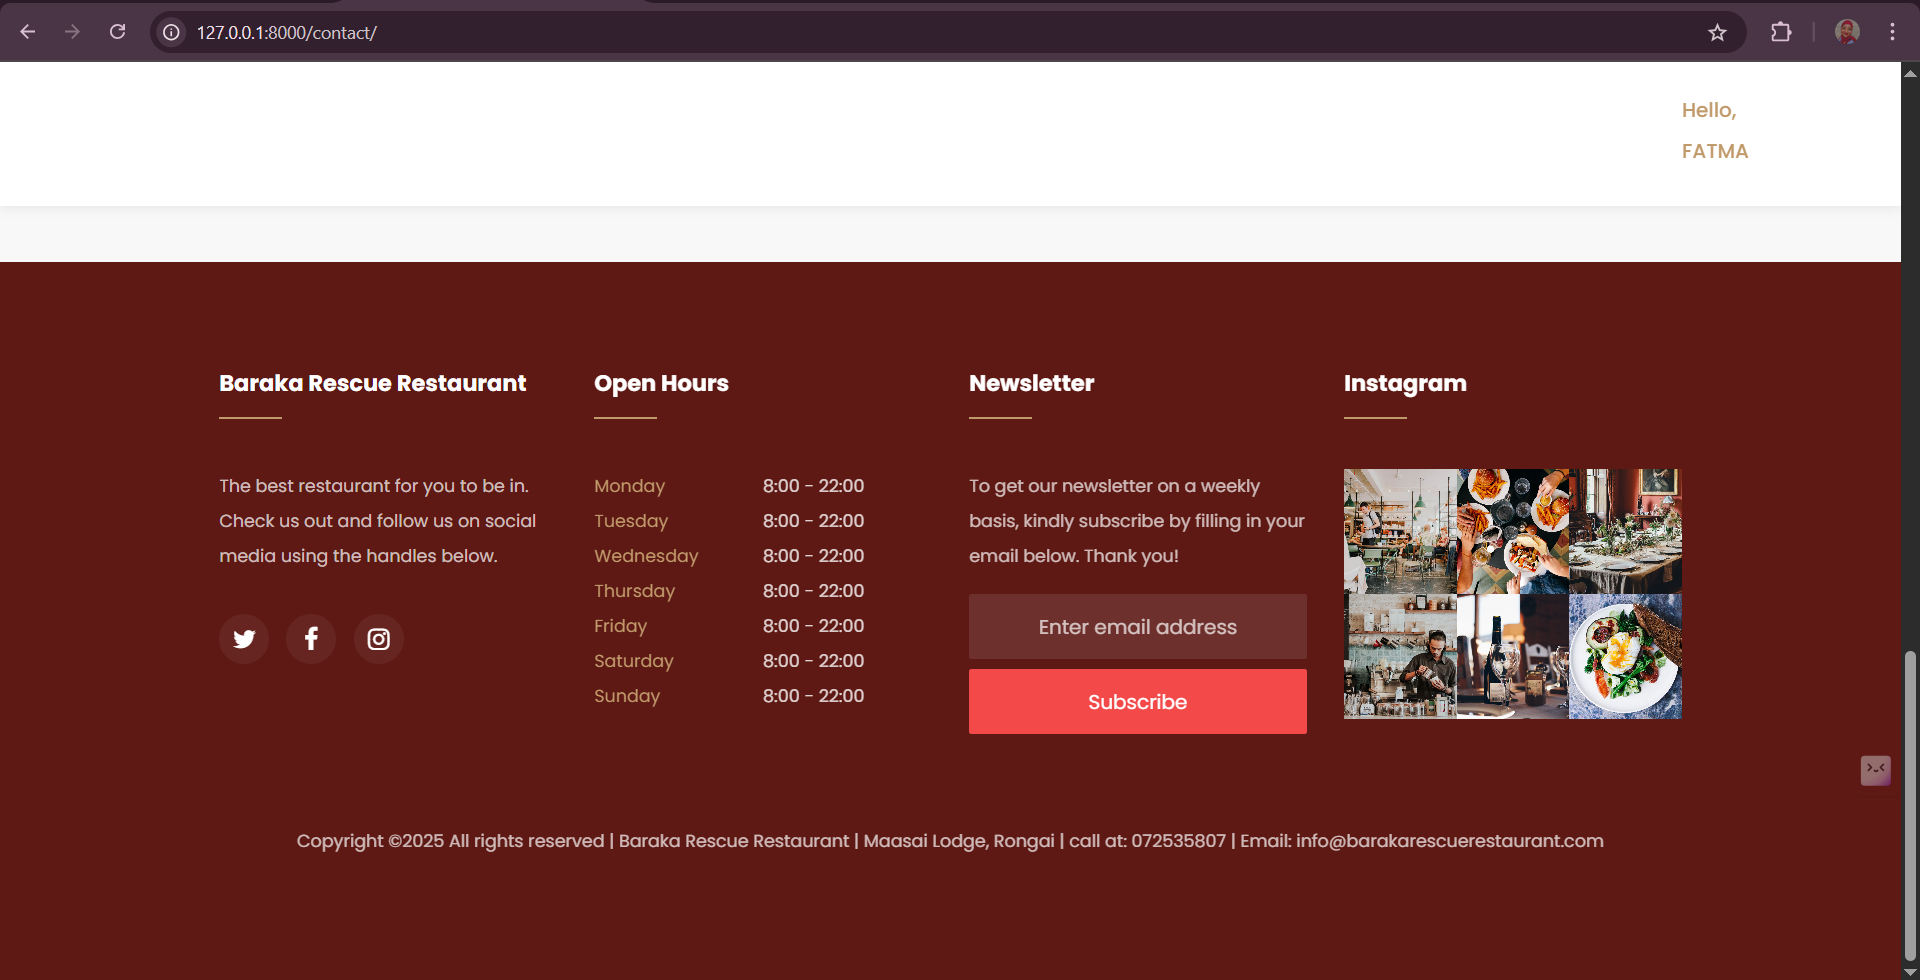 127.0.0.1:8000/contact/
Hello,
FATMA
Baraka Rescue Restaurant
The best restaurant for you to be in.
Check us out and follow us on social
media using the handles below.
Open Hours
Monday 8:00 - 22:00
Tuesday 8:00 - 22:00
Wednesday 8:00 - 22:00
Thursday 8:00 - 22:00
Friday 8:00 - 22:00
Saturday 8:00 - 22:00
Sunday 8:00 - 22:00
Newsletter
To get our newsletter on a weekly
basis, kindly subscribe by filling in your
email below. Thank you!
Enter email address
Subscribe
Instagram
Copyright ©2025 All rights reserved | Baraka Rescue Restaurant | Maasai Lodge, Rongai | call at: 072535807 | Email: info@barakarescuerestaurant.com